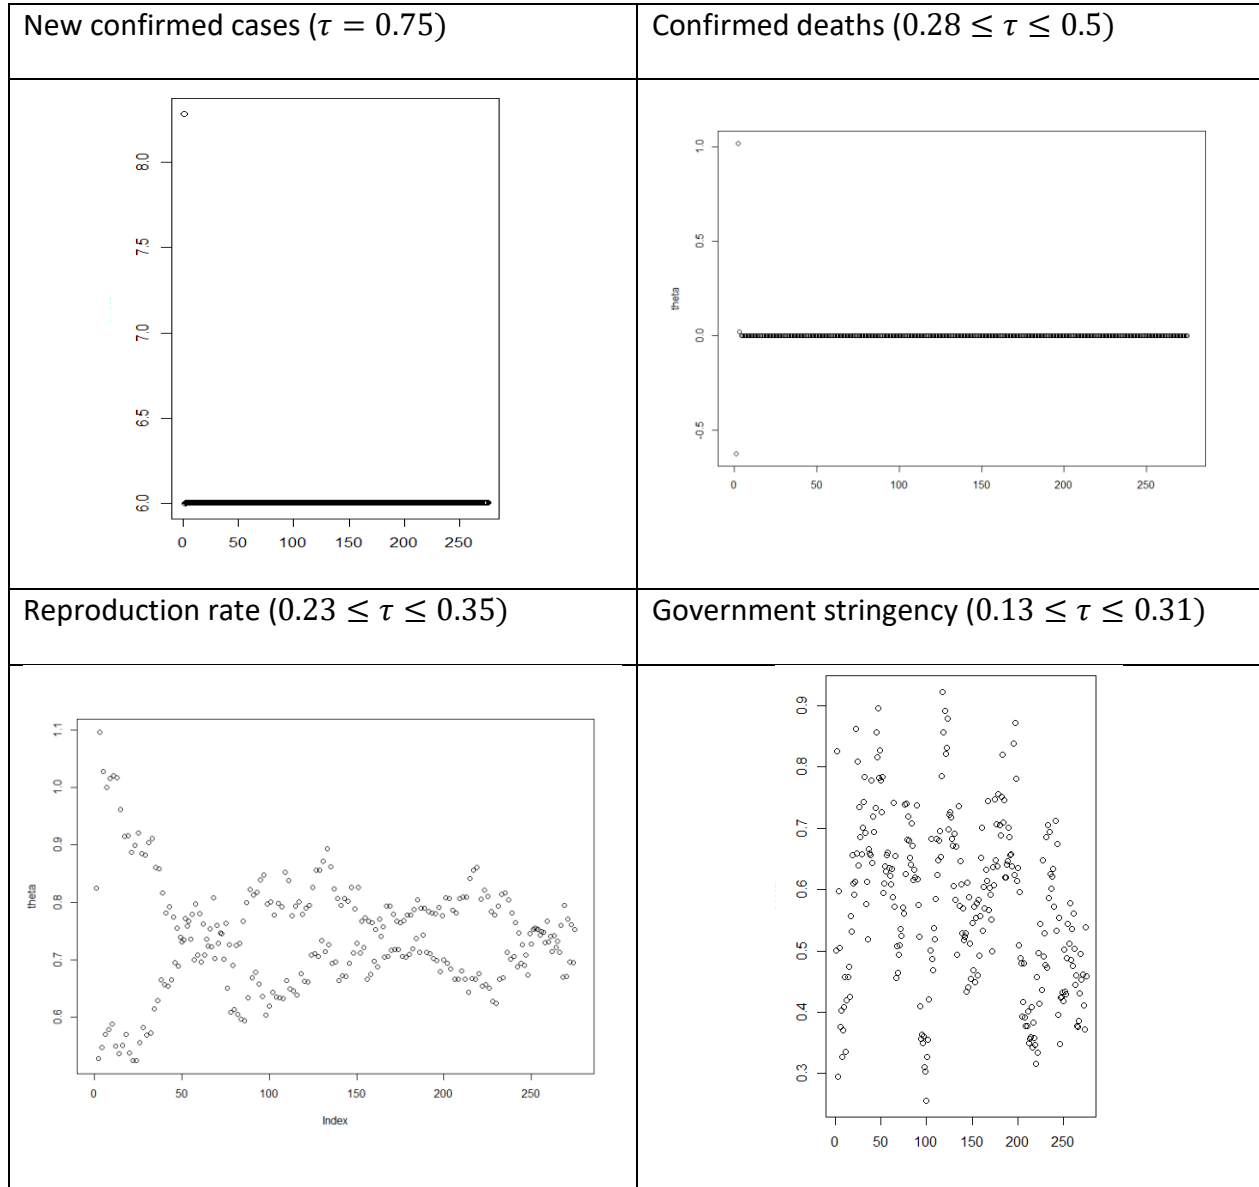 New confirmed cases (τ = 0.75)
Confirmed deaths (0.28 ≤ τ ≤ 0.5)
8.0
7.5
7.0
6.5
6.0
0 50 100 150 200 250
theta
1.0
0.5
0.0
-0.5
0 50 100 150 200 250
Reproduction rate (0.23 ≤ τ ≤ 0.35)
Government stringency (0.13 ≤ τ ≤ 0.31)
theta
1.1
1.0
0.9
0.8
0.7
0.6
0 50 100 150 200 250
Index
0.9
0.8
0.7
0.6
0.5
0.4
0.3
0 50 100 150 200 250